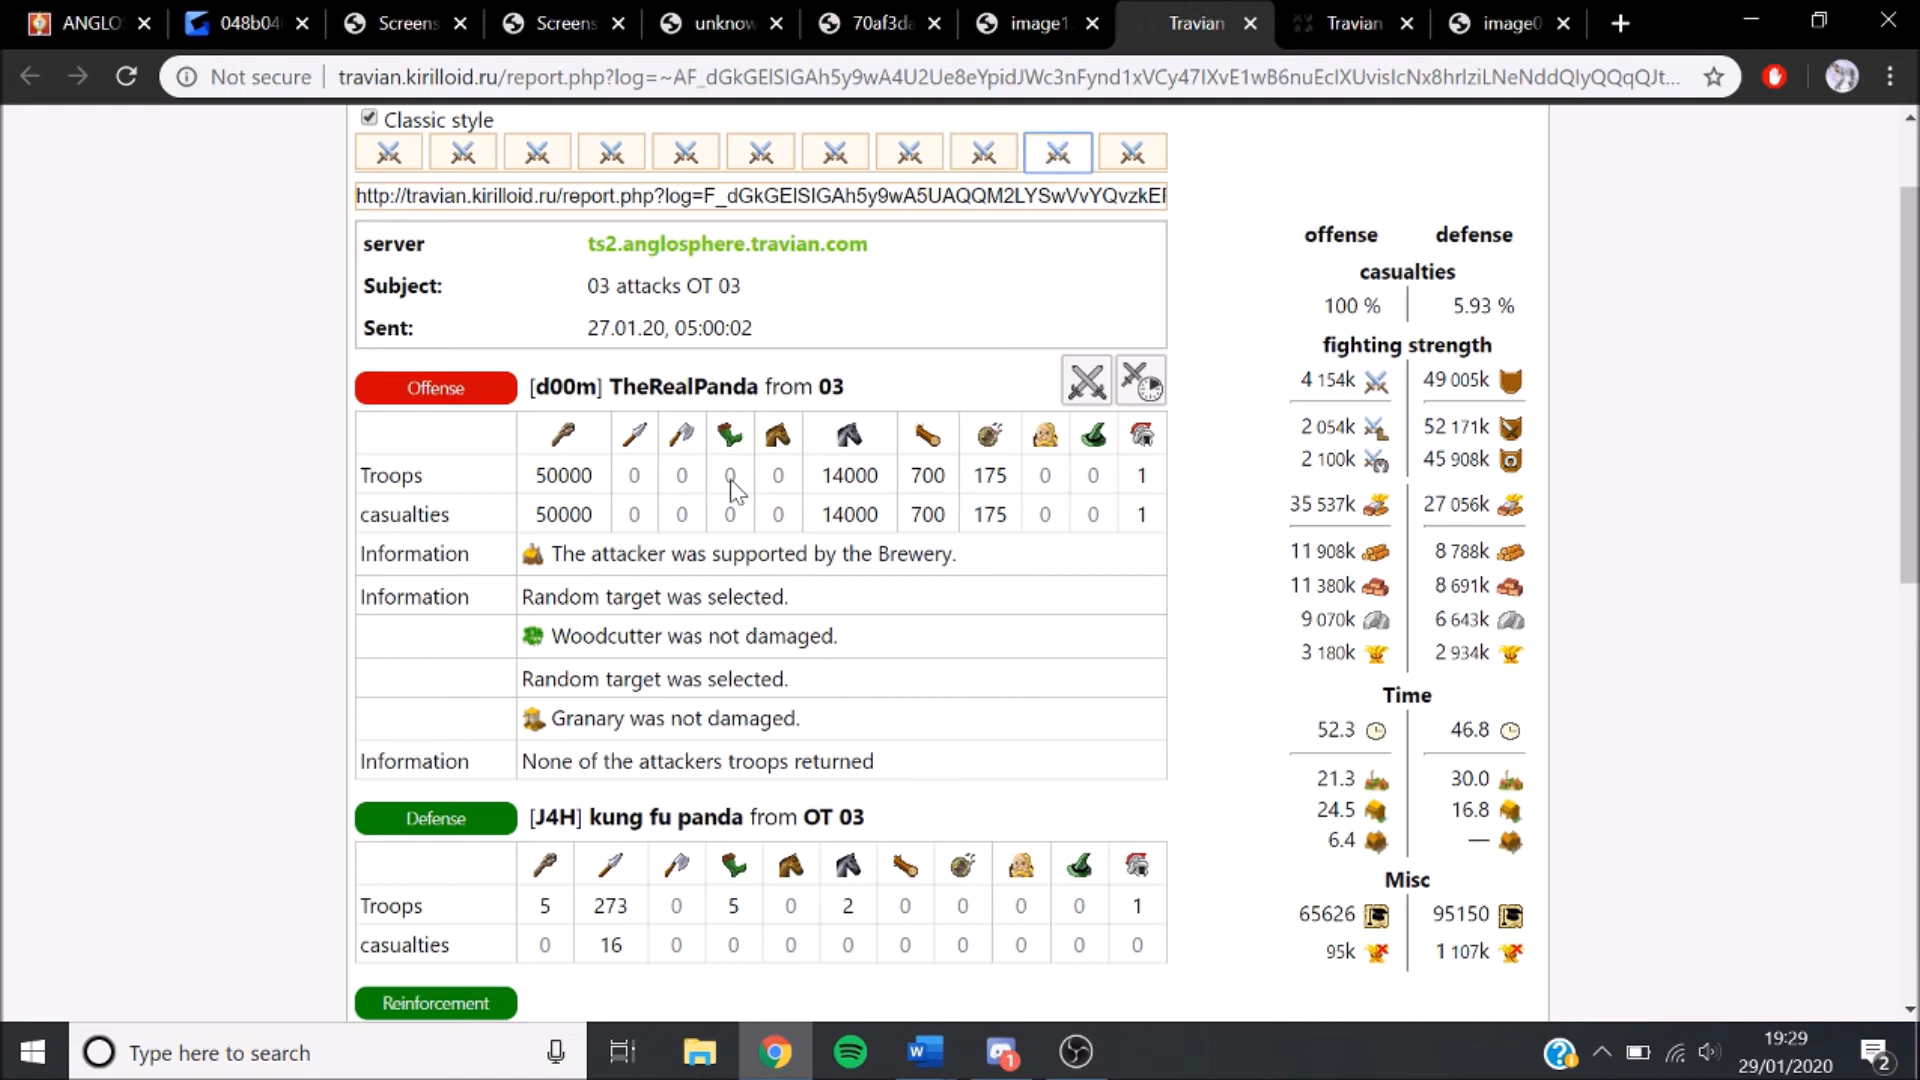 ANGLO
048b04
Screens
Screens
unknow
70af3da
image1
Travian
Travian
image0
Not secure
travian.kirilloid.ru/report.php?log=~AF_dGkGElSIGAh5y9wA4U2Ue8eYpidJWc3nFynd1xVCy47IXvE1wB6nuEcIXUvisIcNx8hrlziLNeNddQIyQQqQJt...
Classic style
http://travian.kirilloid.ru/report.php?log=F_dGkGElSIGAh5y9wA5UAQQM2LYSwVvYQvzkE
server ts2.anglosphere.travian.com
Subject: 03 attacks OT 03
Sent: 27.01.20, 05:00:02
Offense [d00m] TheRealPanda from 03
Troops 50000 0 0 0 0 14000 700 175 0 0 1
casualties 50000 0 0 0 0 14000 700 175 0 0 1
Information The attacker was supported by the Brewery.
Information Random target was selected.
Woodcutter was not damaged.
Random target was selected.
Granary was not damaged.
Information None of the attackers troops returned
Defense [J4H] kung fu panda from OT 03
Troops 5 273 0 5 0 2 0 0 0 0 1
casualties 0 16 0 0 0 0 0 0 0 0 0
Reinforcement
offense defense
casualties
100 % 5.93 %
fighting strength
4 154k 49 005k
2 054k 52 171k
2 100k 45 908k
35 537k 27 056k
11 908k 8 788k
11 380k 8 691k
9 070k 6 643k
3 180k 2 934k
Time
52.3 46.8
21.3 30.0
24.5 16.8
6.4 —
Misc
65626 95150
95k 1 107k
Type here to search
1
19:29
29/01/2020
2